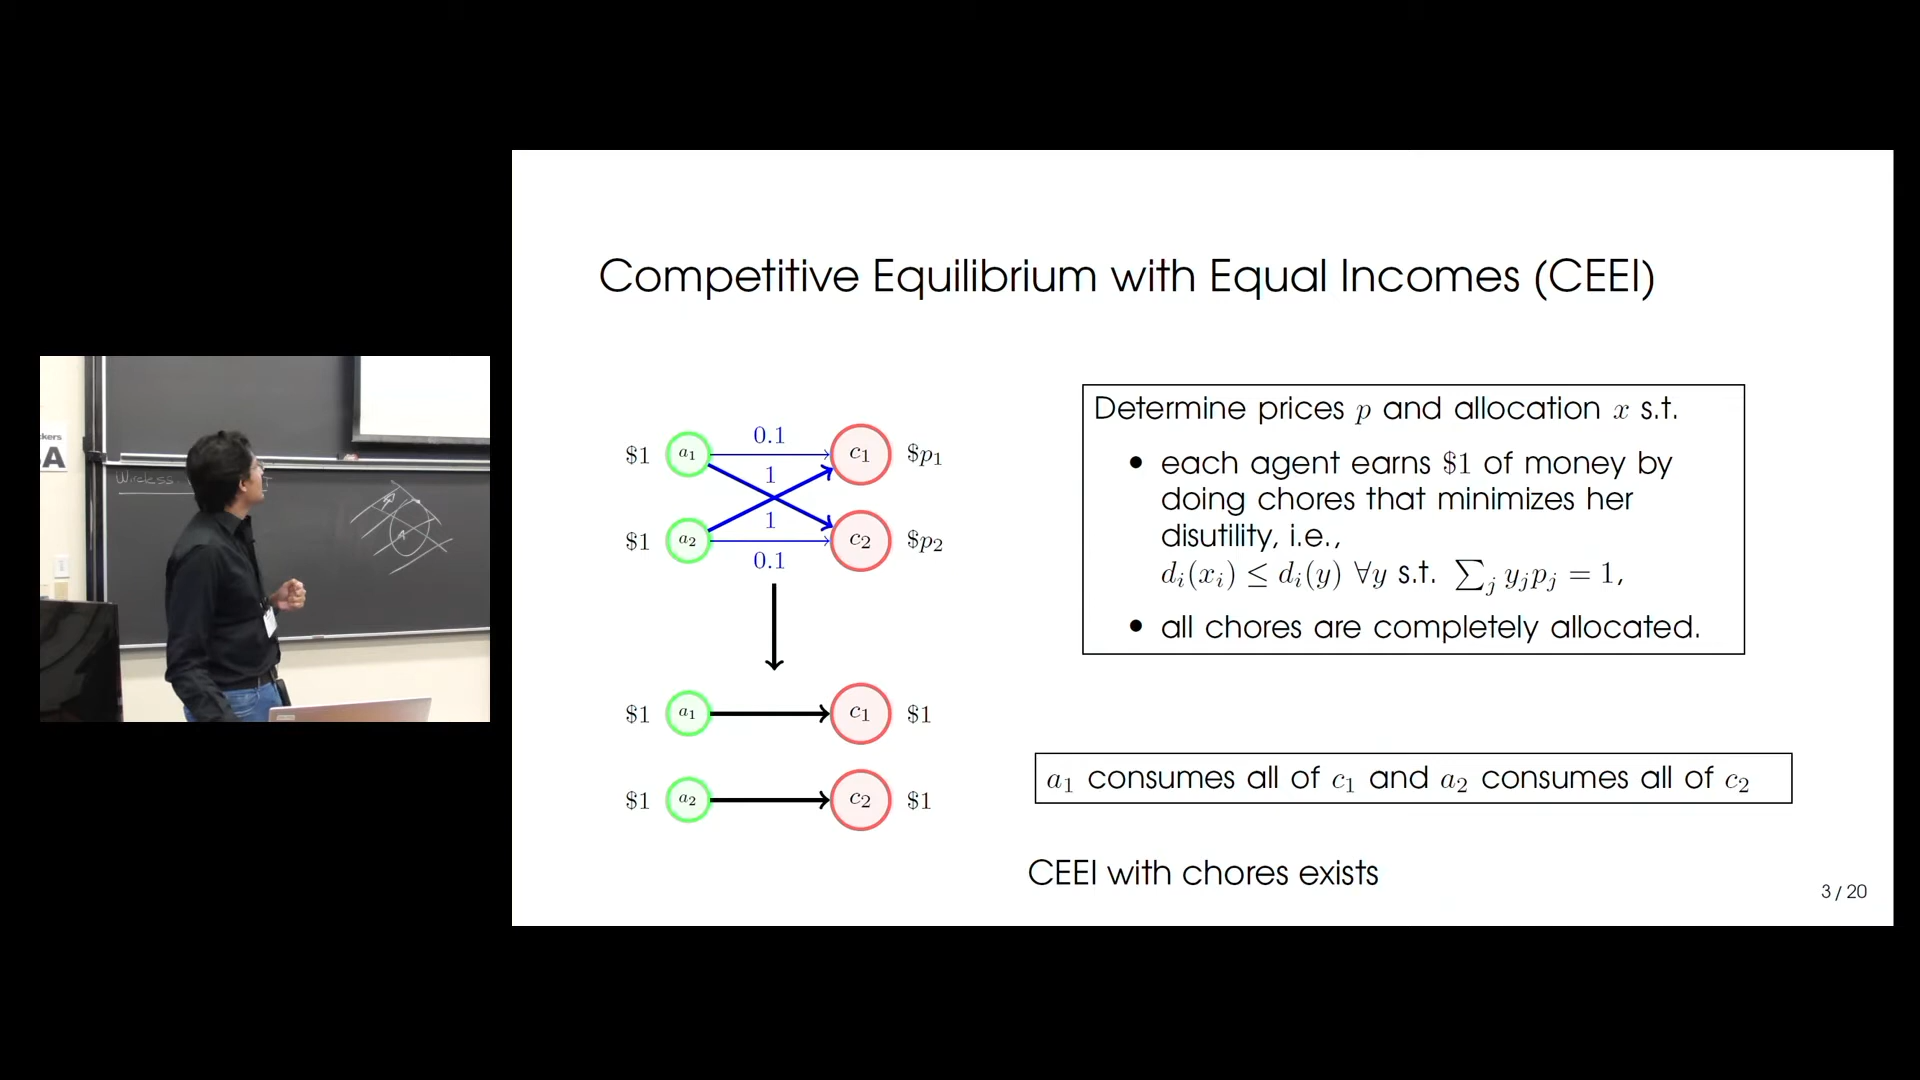 Competitive Equilibrium with Equal Incomes (CEEI)
$1 a₁ 0.1 c₁ $p₁
1
1
$1 a₂ 0.1 c₂ $p₂
$1 a₁ c₁ $1
$1 a₂ c₂ $1
Determine prices p and allocation x s.t.
• each agent earns $1 of money by
doing chores that minimizes her
disutility, i.e.,
dᵢ(xᵢ) ≤ dᵢ(y) ∀y s.t. ∑ⱼ yⱼpⱼ = 1,
• all chores are completely allocated.
a₁ consumes all of c₁ and a₂ consumes all of c₂
CEEI with chores exists
3 / 20
kers
A
Wireless